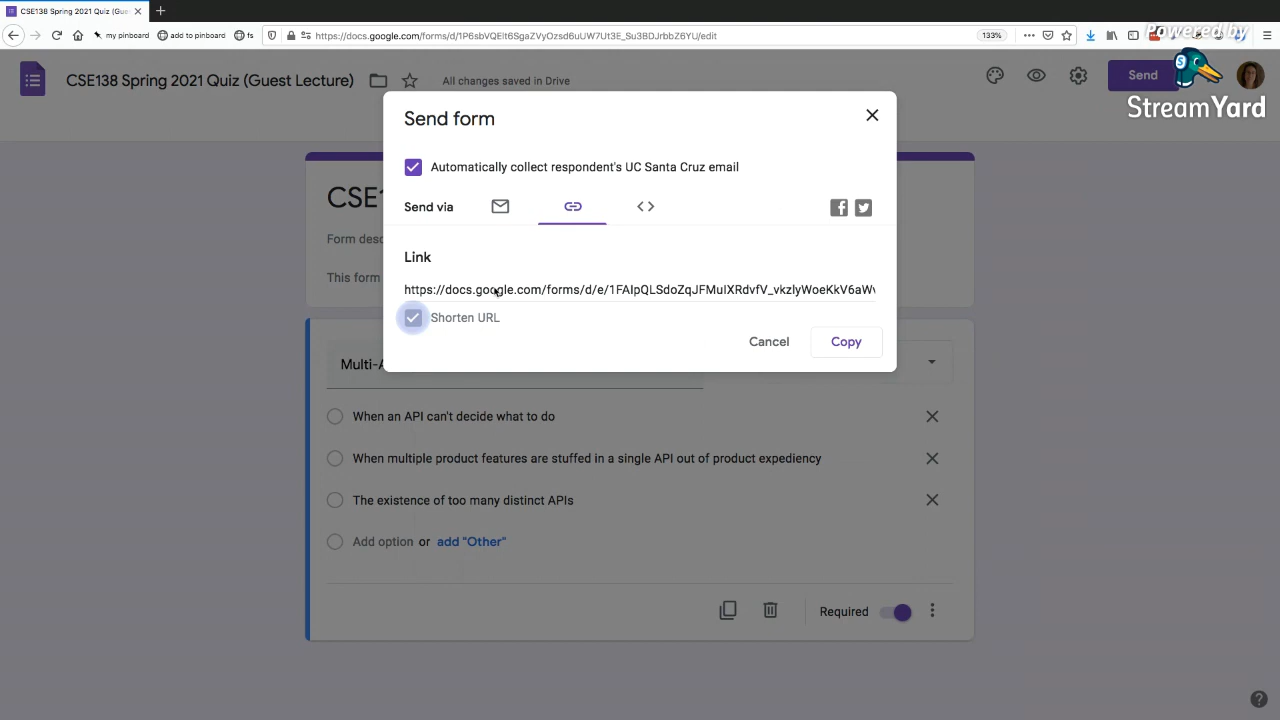 CSE138 Spring 2021 Quiz (Gue
my pinboard
add to pinboard
fs
https://docs.google.com/forms/d/1P6sbVQEIt6SgaZVyOzsd6uUW7Ut3E_Su3BDJrbbZ6YU/edit
133%
Powered by
StreamYard
CSE138 Spring 2021 Quiz (Guest Lecture)
All changes saved in Drive
Send
Send form
Automatically collect respondent's UC Santa Cruz email
Send via
Link
https://docs.google.com/forms/d/e/1FAIpQLSdoZqJFMuIXRdvfV_vkzIyWoeKkV6aW
Shorten URL
Cancel
Copy
CSE1
Form desc
This form
Multi-A
When an API can't decide what to do
When multiple product features are stuffed in a single API out of product expediency
The existence of too many distinct APIs
Add option or add "Other"
Required